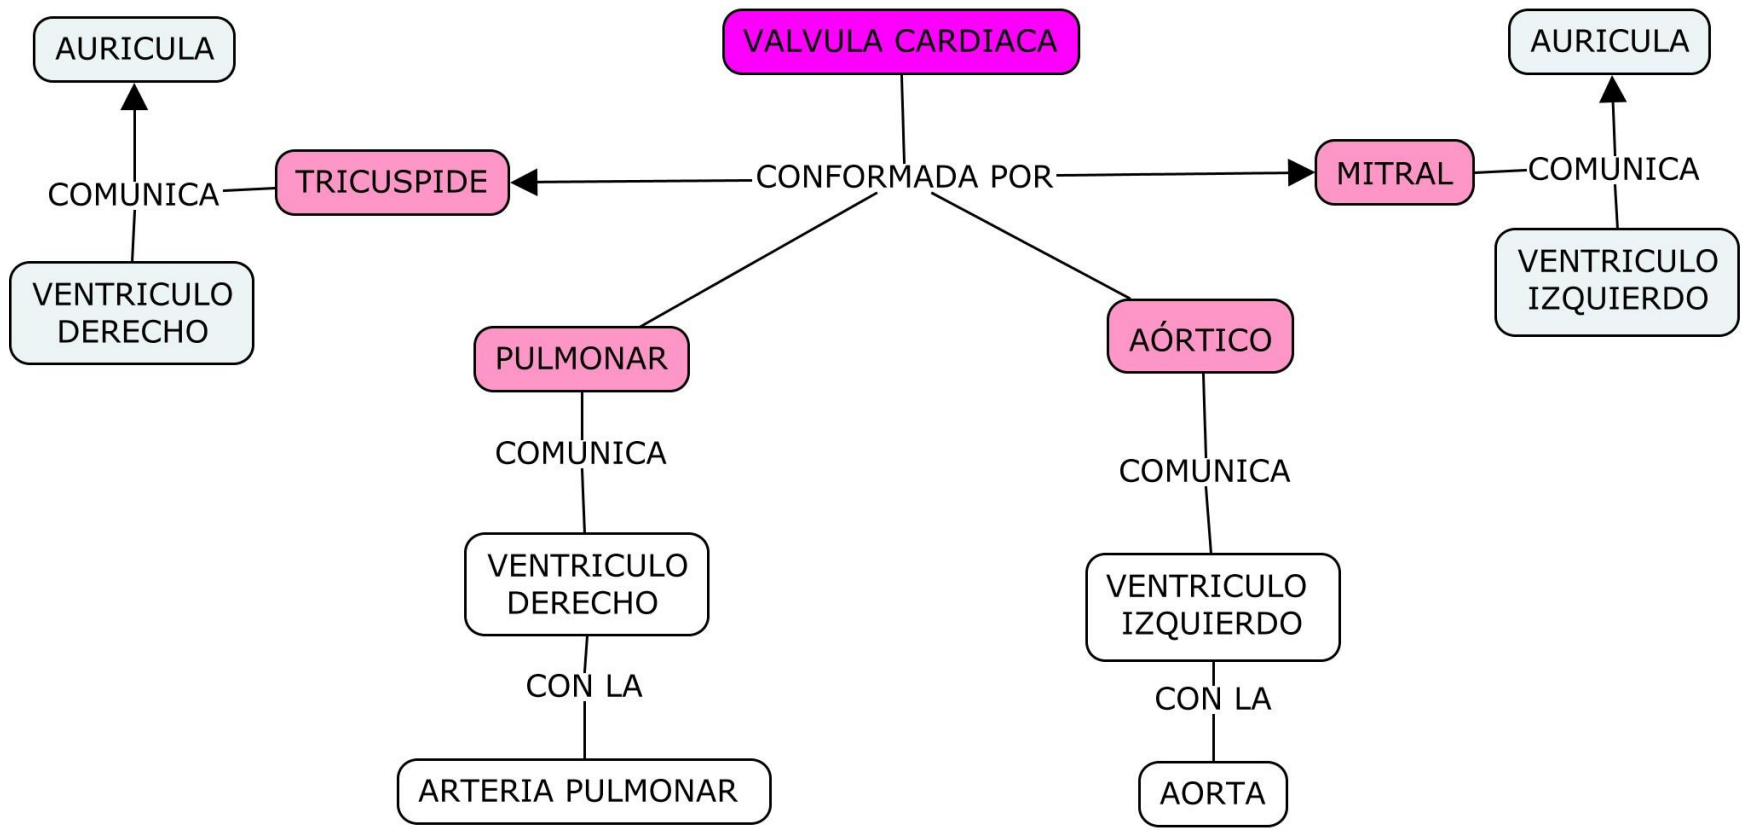 VALVULA CARDIACA
CONFORMADA POR
AURICULA
COMUNICA
TRICUSPIDE
VENTRICULO
DERECHO
AURICULA
MITRAL
COMUNICA
VENTRICULO
IZQUIERDO
PULMONAR
COMUNICA
VENTRICULO
DERECHO
CON LA
ARTERIA PULMONAR
AÓRTICO
COMUNICA
VENTRICULO
IZQUIERDO
CON LA
AORTA